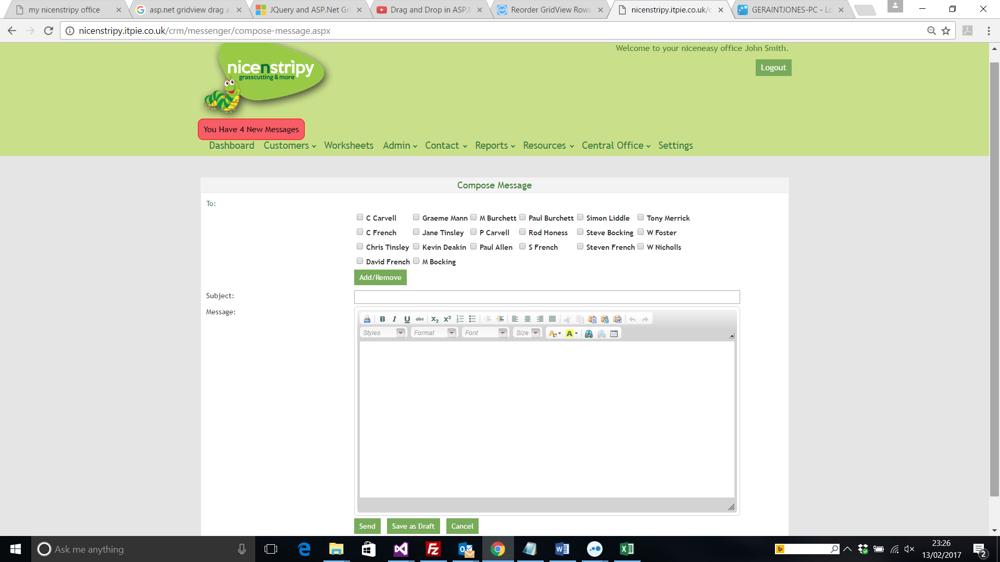 my nicenstripy office
asp.net gridview drag a
JQuery and ASP.Net Gri
Drag and Drop in ASP.N
Reorder GridView Rows
nicenstripy.itpie.co.uk/c
GERAINTJONES-PC - Lo
nicenstripy.itpie.co.uk/crm/messenger/compose-message.aspx
Welcome to your niceneasy office John Smith.
Logout
nicenstripy
grasscutting & more
You Have 4 New Messages
Dashboard Customers Worksheets Admin Contact Reports Resources Central Office Settings
Compose Message
To:
C Carvell Graeme Mann M Burchett Paul Burchett Simon Liddle Tony Merrick
C French Jane Tinsley P Carvell Rod Honess Steve Bocking W Foster
Chris Tinsley Kevin Deakin Paul Allen S French Steven French W Nicholls
David French M Bocking
Add/Remove
Subject:
Message:
B I U abc X2 X2
Styles Format Font Size A A
Send Save as Draft Cancel
Ask me anything
23:26
13/02/2017
2